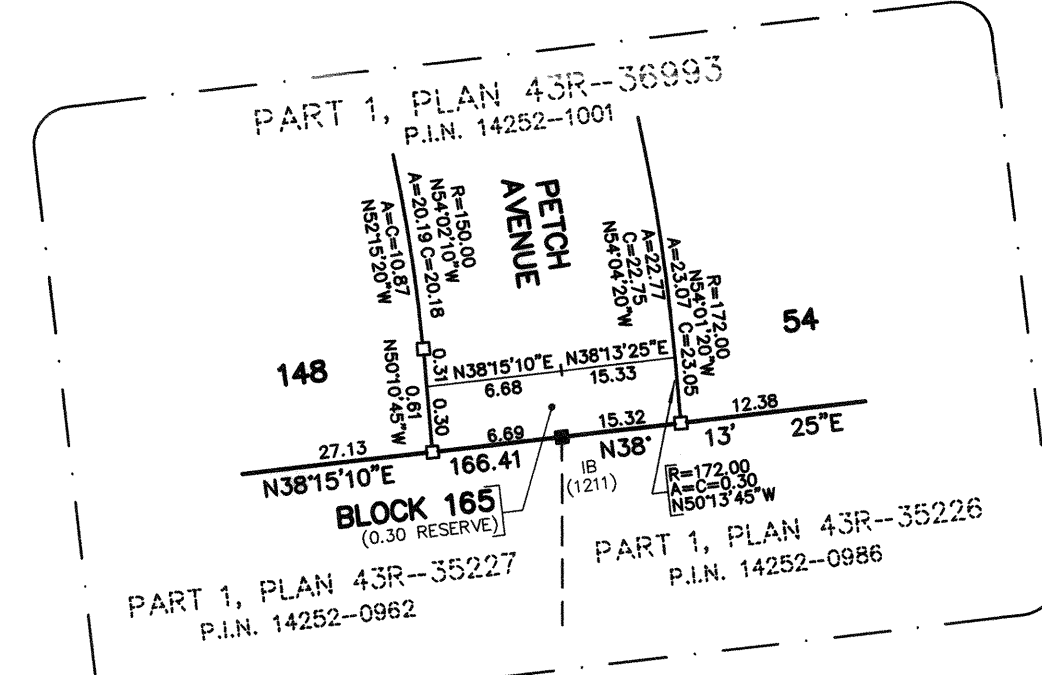 PART 1, PLAN 43R-36993
P.I.N. 14252-1001
PETCH
AVENUE
R=150.00
N54°02'10"W
A=20.19 C=20.18
A=C=10.87
N52°15'20"W
A=22.77
C=22.75
N54°04'20"W
R=172.00
N54°01'20"W
A=23.07 C=23.05
148
54
N50°10'45"W
0.61
0.31
0.30
N38°15'10"E
6.68
N38°13'25"E
15.33
27.13
N38°15'10"E
6.69
166.41
15.32
N38° 13' 25"E
12.38
IB
(1211)
R=172.00
A=C=0.30
N50°13'45"W
BLOCK 165
(0.30 RESERVE)
PART 1, PLAN 43R-35227
P.I.N. 14252-0962
PART 1, PLAN 43R-35226
P.I.N. 14252-0986